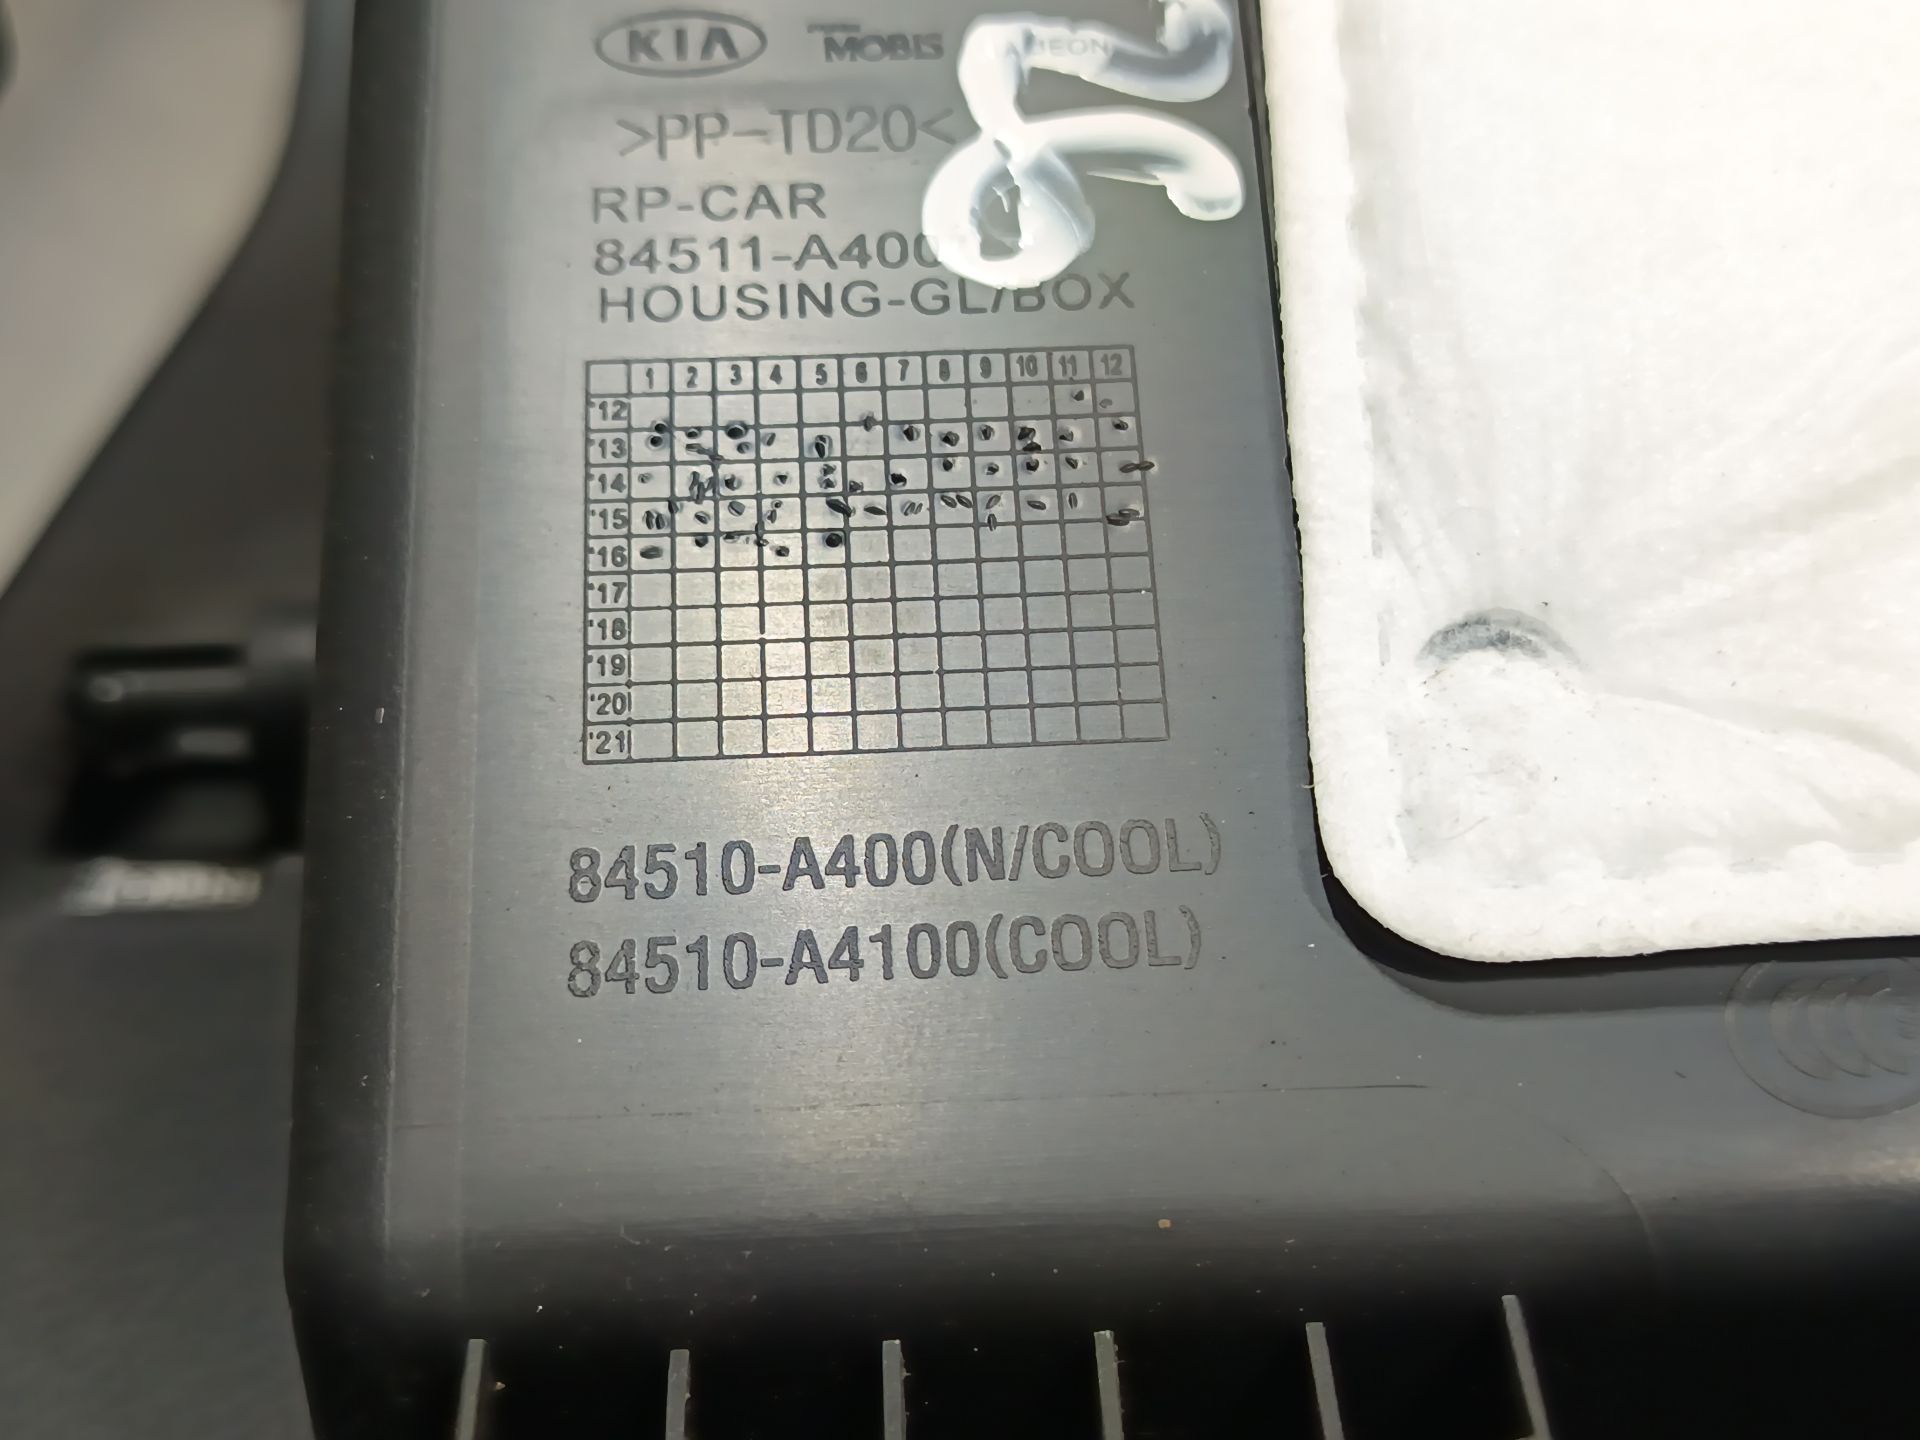 KIA MOBIS
>PP-TD20<
RP-CAR
84511-A400
HOUSING-GL/BOX
1 2 3 4 5 6 7 8 9 10 11 12
'12
'13
'14
'15
'16
'17
'18
'19
'20
'21
84510-A400(N/COOL)
84510-A4100(COOL)